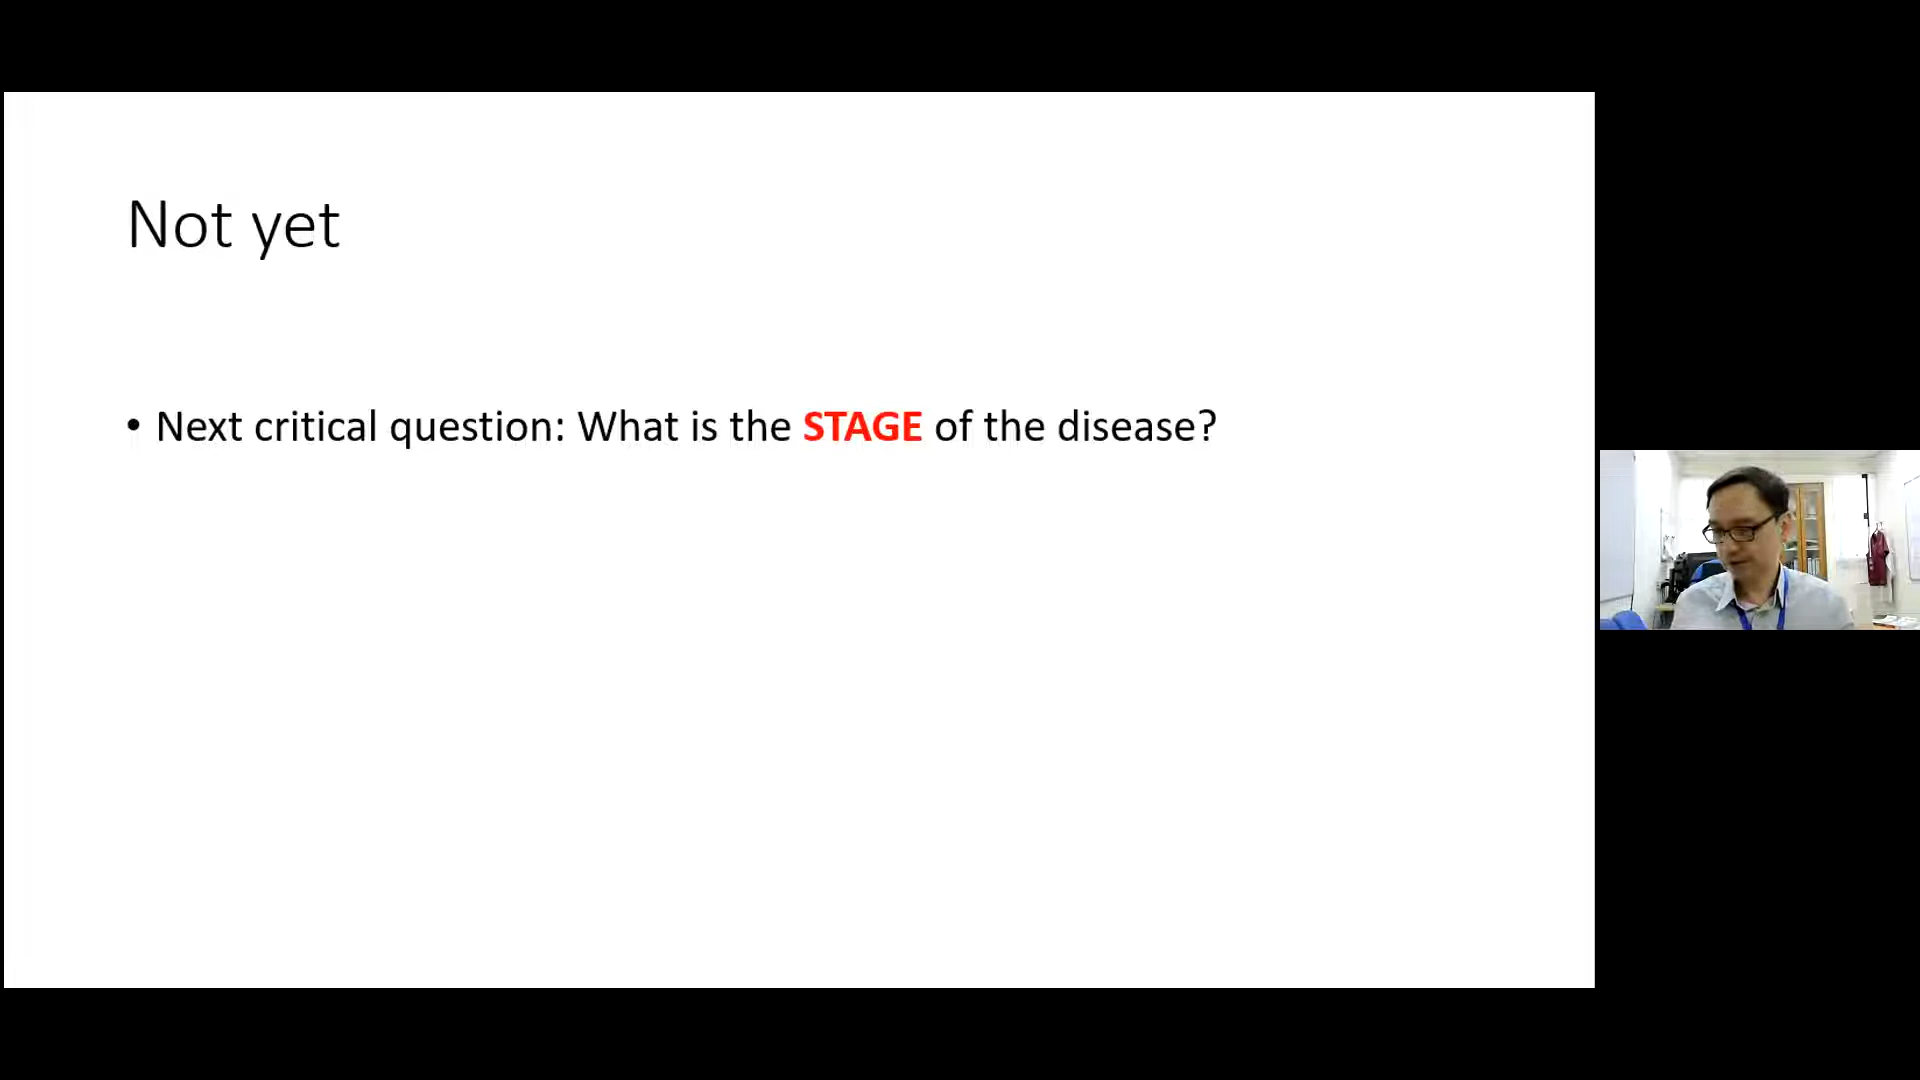 Not yet
• Next critical question: What is the STAGE of the disease?